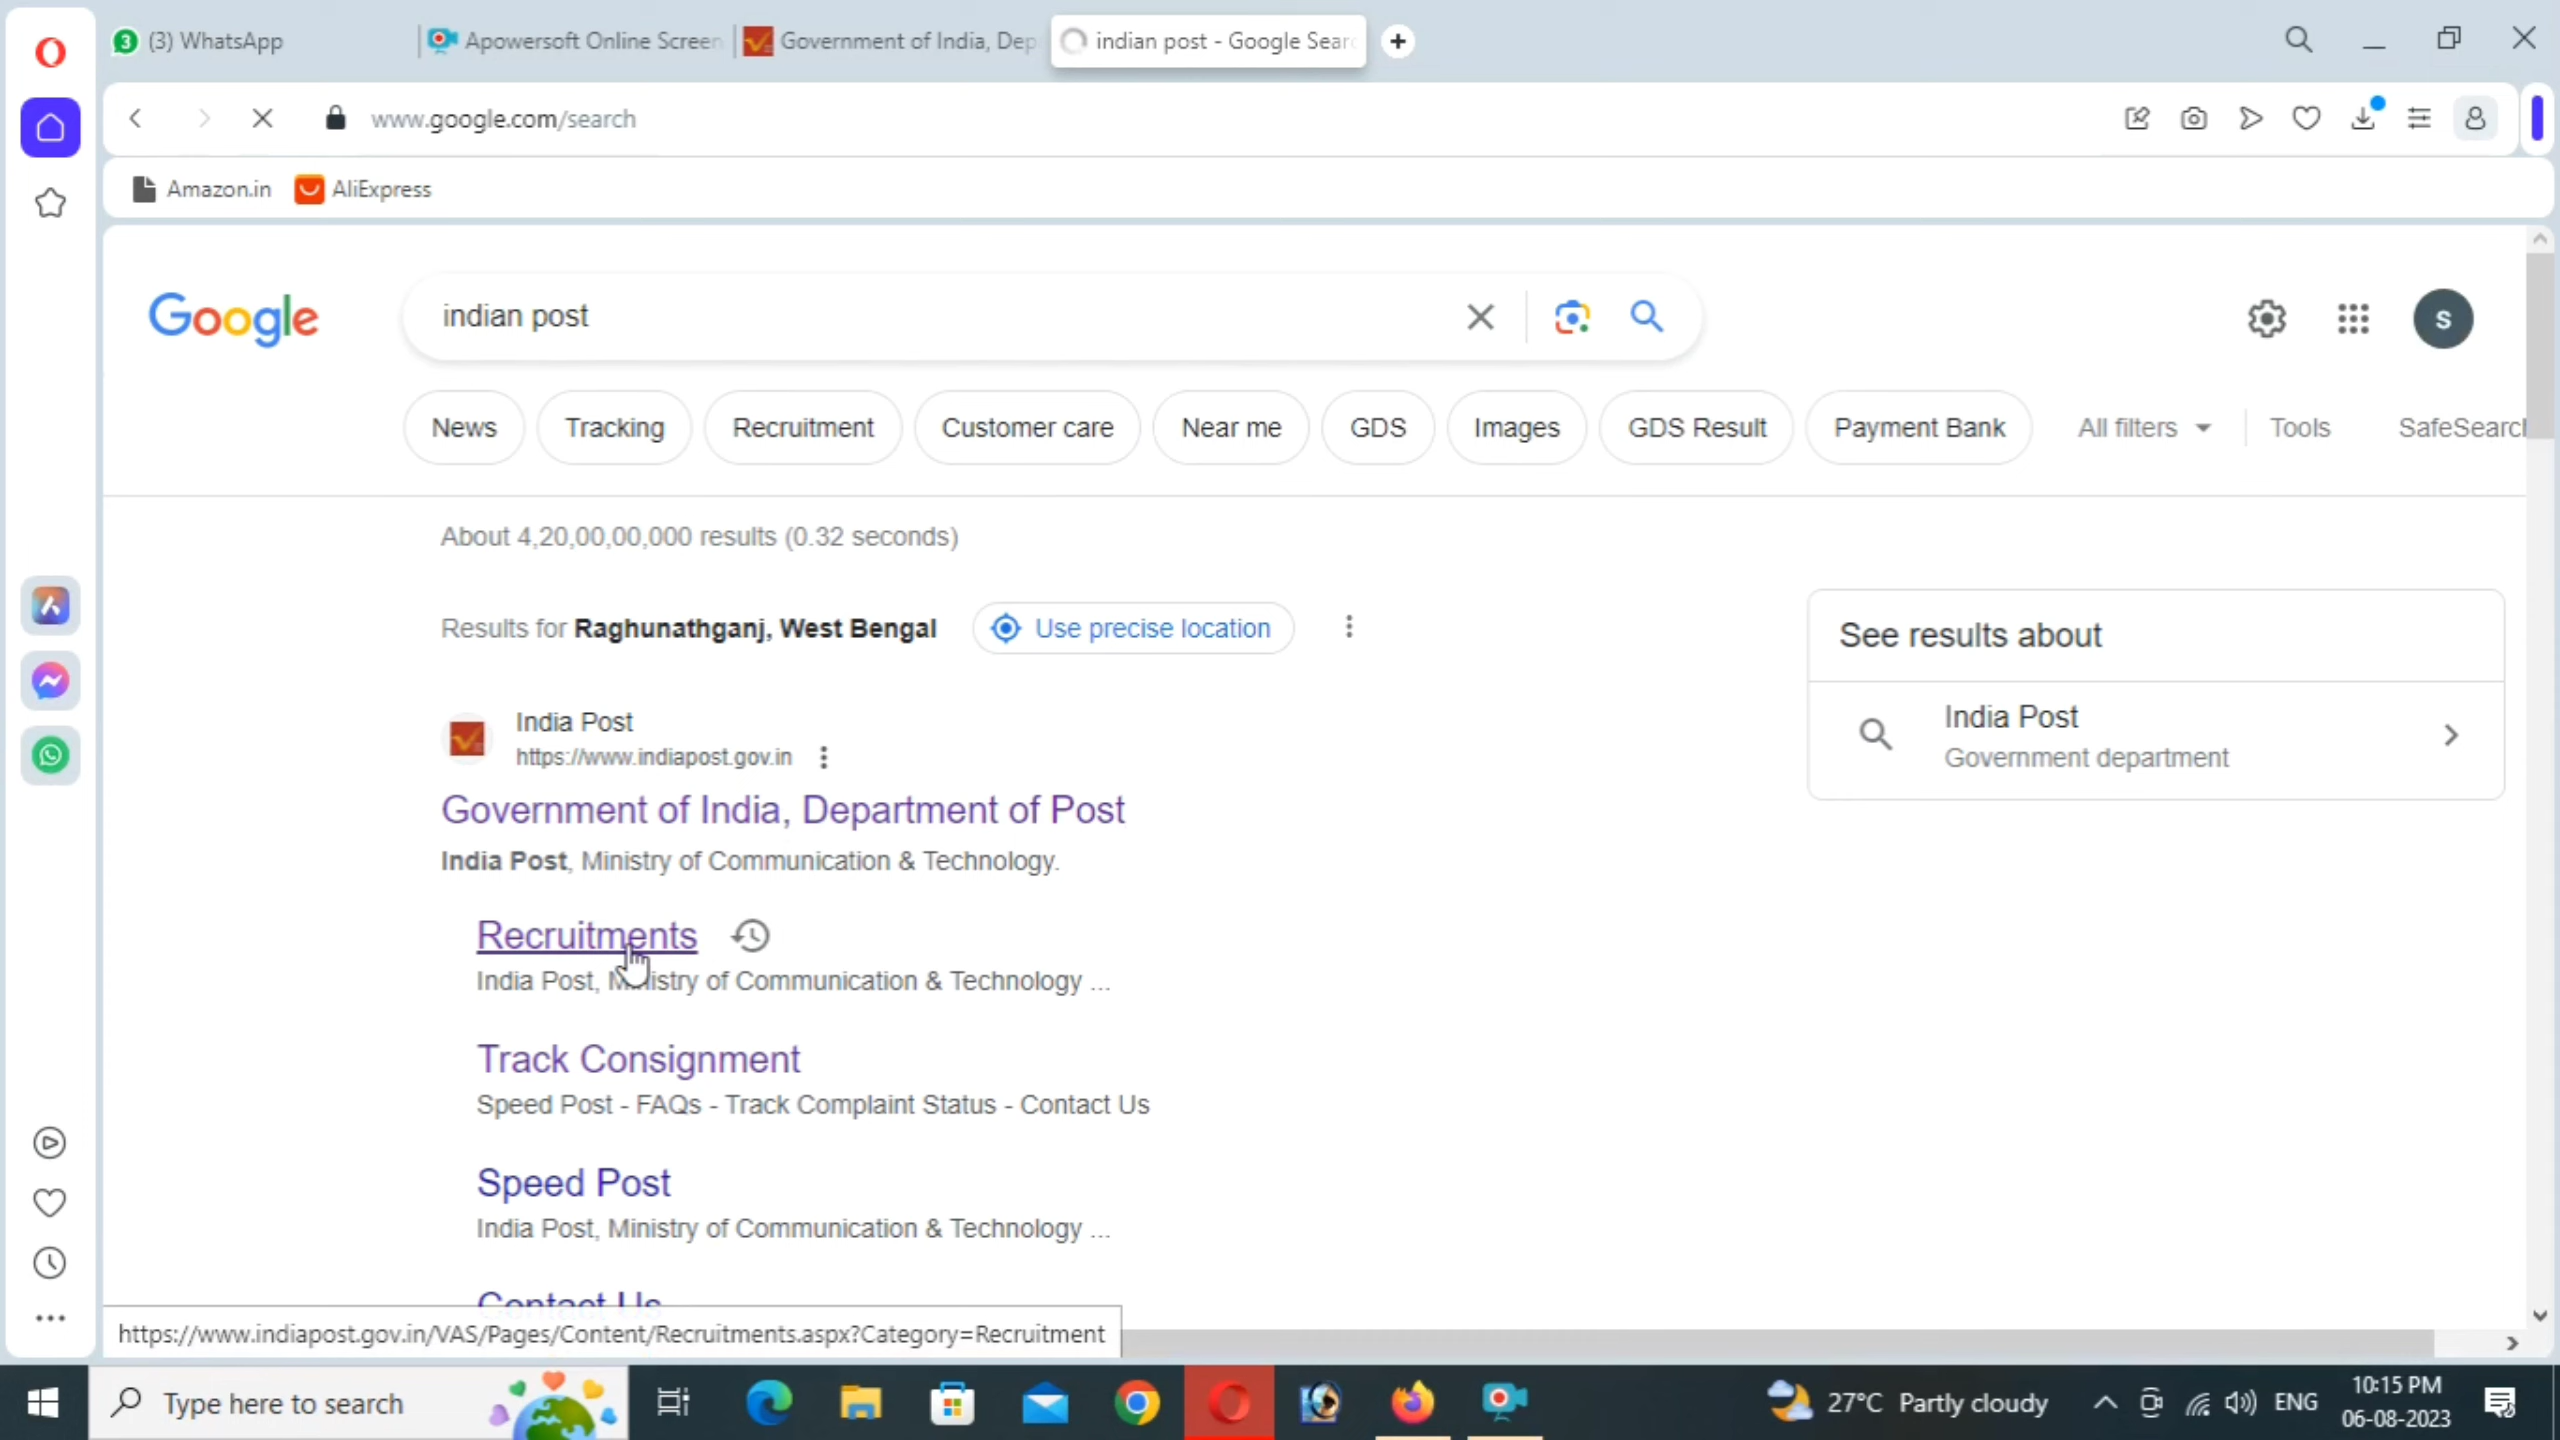 3 (3) WhatsApp
Apowersoft Online Screen
Government of India, Dep
indian post - Google Sear
www.google.com/search
Amazon.in
AliExpress
Google
indian post
S
News
Tracking
Recruitment
Customer care
Near me
GDS
Images
GDS Result
Payment Bank
All filters
Tools
SafeSearch
About 4,20,00,00,000 results (0.32 seconds)
Results for Raghunathganj, West Bengal
Use precise location
See results about
India Post
Government department
India Post
https://www.indiapost.gov.in
Government of India, Department of Post
India Post, Ministry of Communication & Technology.
Recruitments
India Post, Ministry of Communication & Technology ...
Track Consignment
Speed Post - FAQs - Track Complaint Status - Contact Us
Speed Post
India Post, Ministry of Communication & Technology ...
Contact Us
https://www.indiapost.gov.in/VAS/Pages/Content/Recruitments.aspx?Category=Recruitment
Type here to search
27°C Partly cloudy
ENG
10:15 PM
06-08-2023